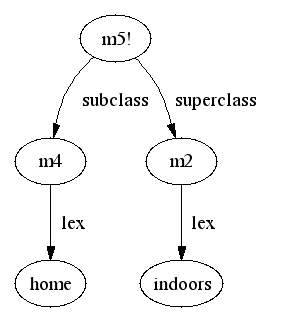 m5!
subclass superclass
m4 m2
lex lex
home indoors